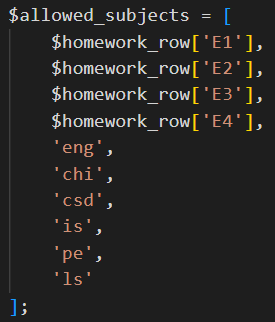 $allowed_subjects = [
    $homework_row['E1'],
    $homework_row['E2'],
    $homework_row['E3'],
    $homework_row['E4'],
    'eng',
    'chi',
    'csd',
    'is',
    'pe',
    'ls'
];